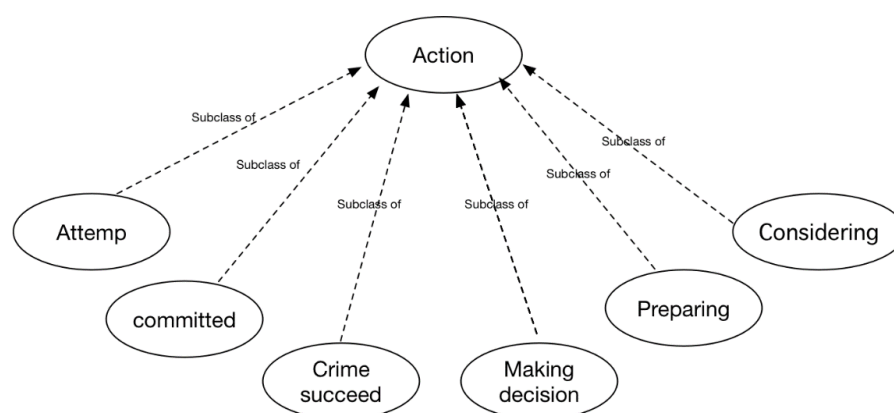 Action
Subclass of
Subclass of
Subclass of
Subclass of
Subclass of
Subclass of
Attemp
Considering
committed
Preparing
Crime
succeed
Making
decision